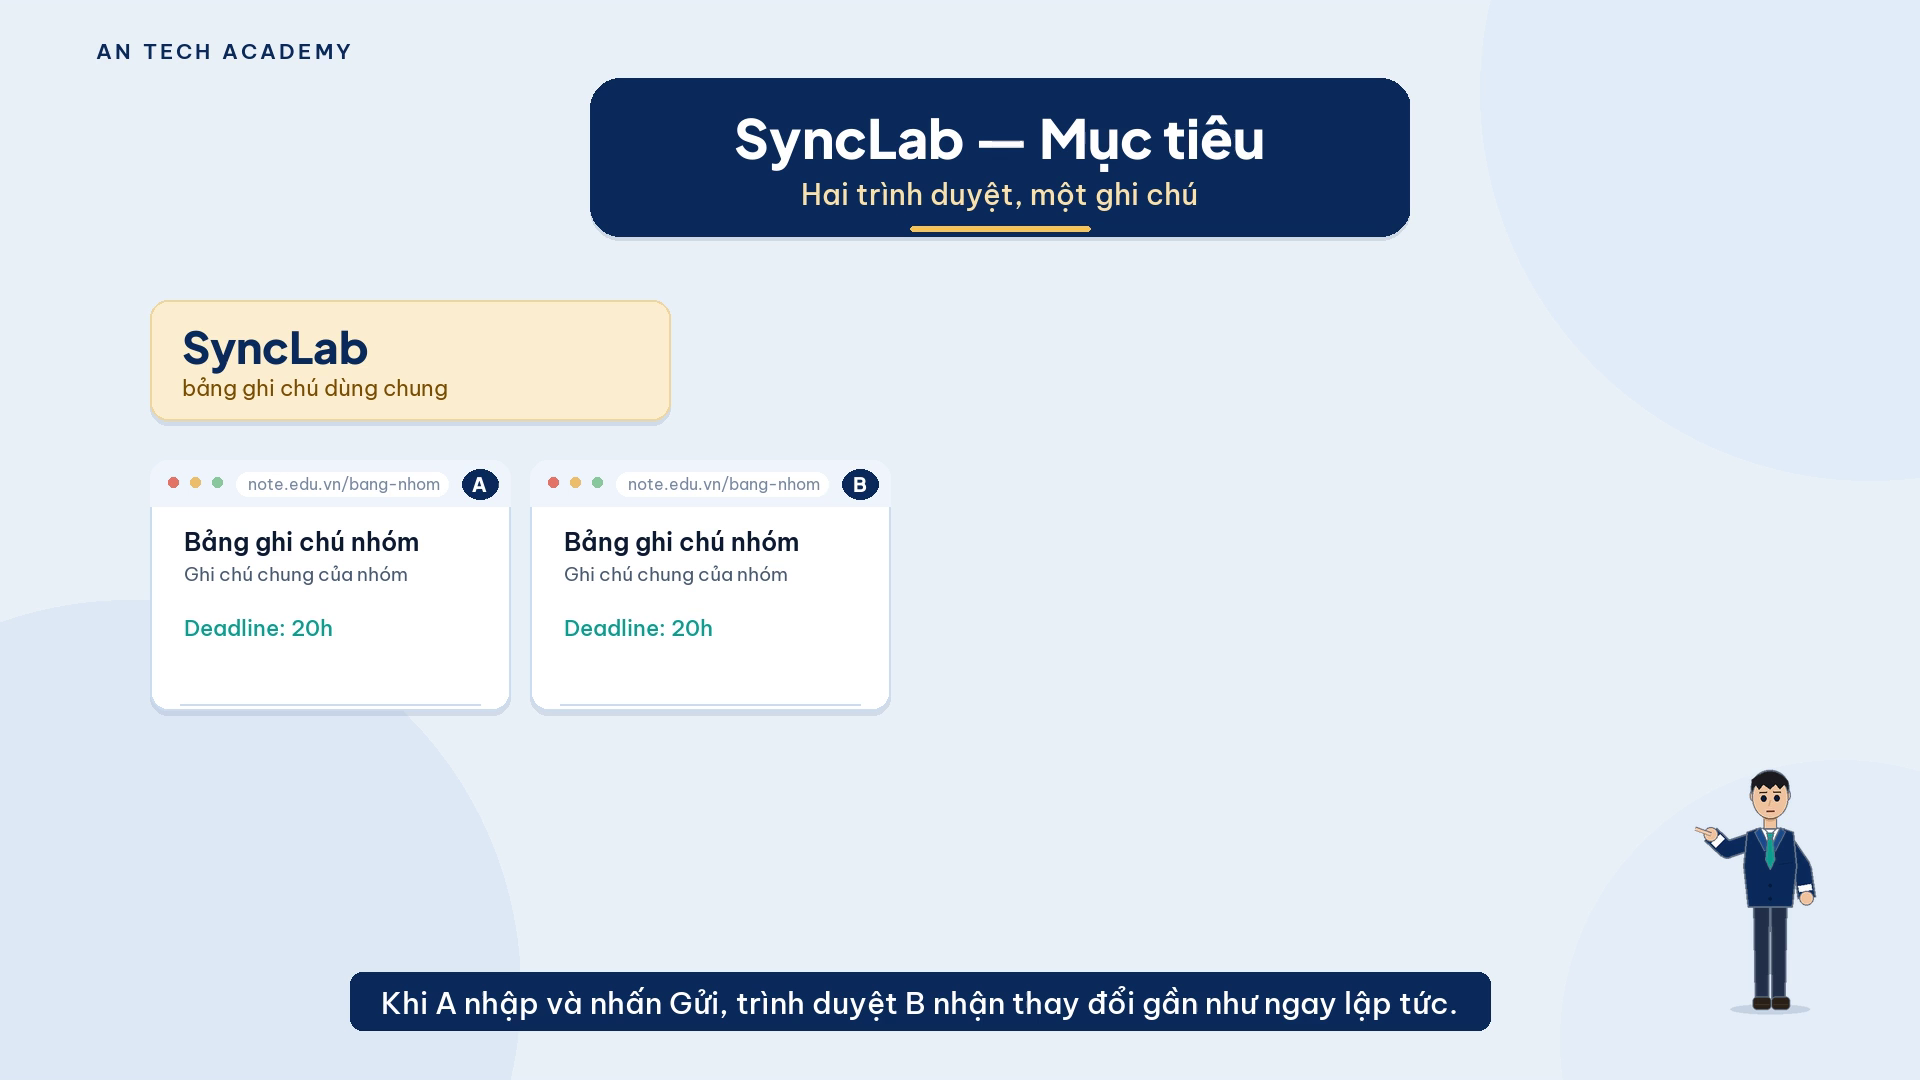 AN TECH ACADEMY
SyncLab — Mục tiêu
Hai trình duyệt, một ghi chú
SyncLab
bảng ghi chú dùng chung
note.edu.vn/bang-nhom
A
Bảng ghi chú nhóm
Ghi chú chung của nhóm
Deadline: 20h
note.edu.vn/bang-nhom
B
Bảng ghi chú nhóm
Ghi chú chung của nhóm
Deadline: 20h
Khi A nhập và nhấn Gửi, trình duyệt B nhận thay đổi gần như ngay lập tức.